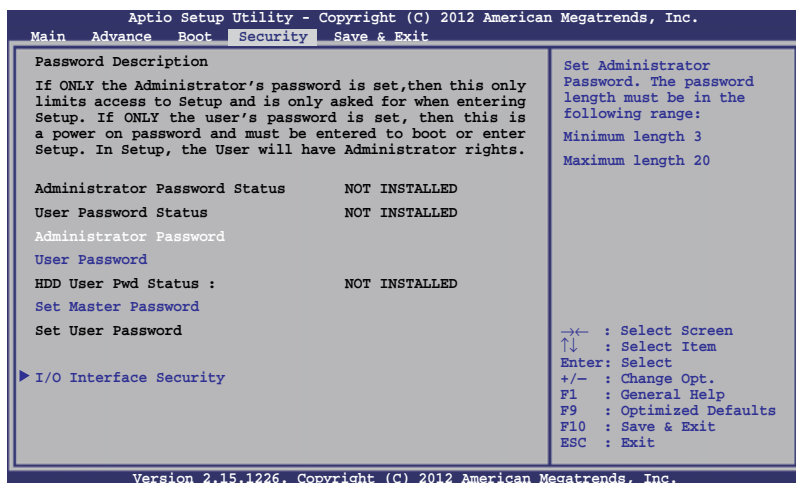 Aptio Setup Utility - Copyright (C) 2012 American Megatrends, Inc.
Main Advance Boot Security Save & Exit
Password Description
If ONLY the Administrator's password is set,then this only
limits access to Setup and is only asked for when entering
Setup. If ONLY the user's password is set, then this is
a power on password and must be entered to boot or enter
Setup. In Setup, the User will have Administrator rights.
Administrator Password Status NOT INSTALLED
User Password Status NOT INSTALLED
Administrator Password
User Password
HDD User Pwd Status : NOT INSTALLED
Set Master Password
Set User Password
I/O Interface Security
Set Administrator
Password. The password
length must be in the
following range:
Minimum length 3
Maximum length 20
→← : Select Screen
↑↓ : Select Item
Enter: Select
+/— : Change Opt.
F1 : General Help
F9 : Optimized Defaults
F10 : Save & Exit
ESC : Exit
Version 2.15.1226. Copyright (C) 2012 American Megatrends, Inc.